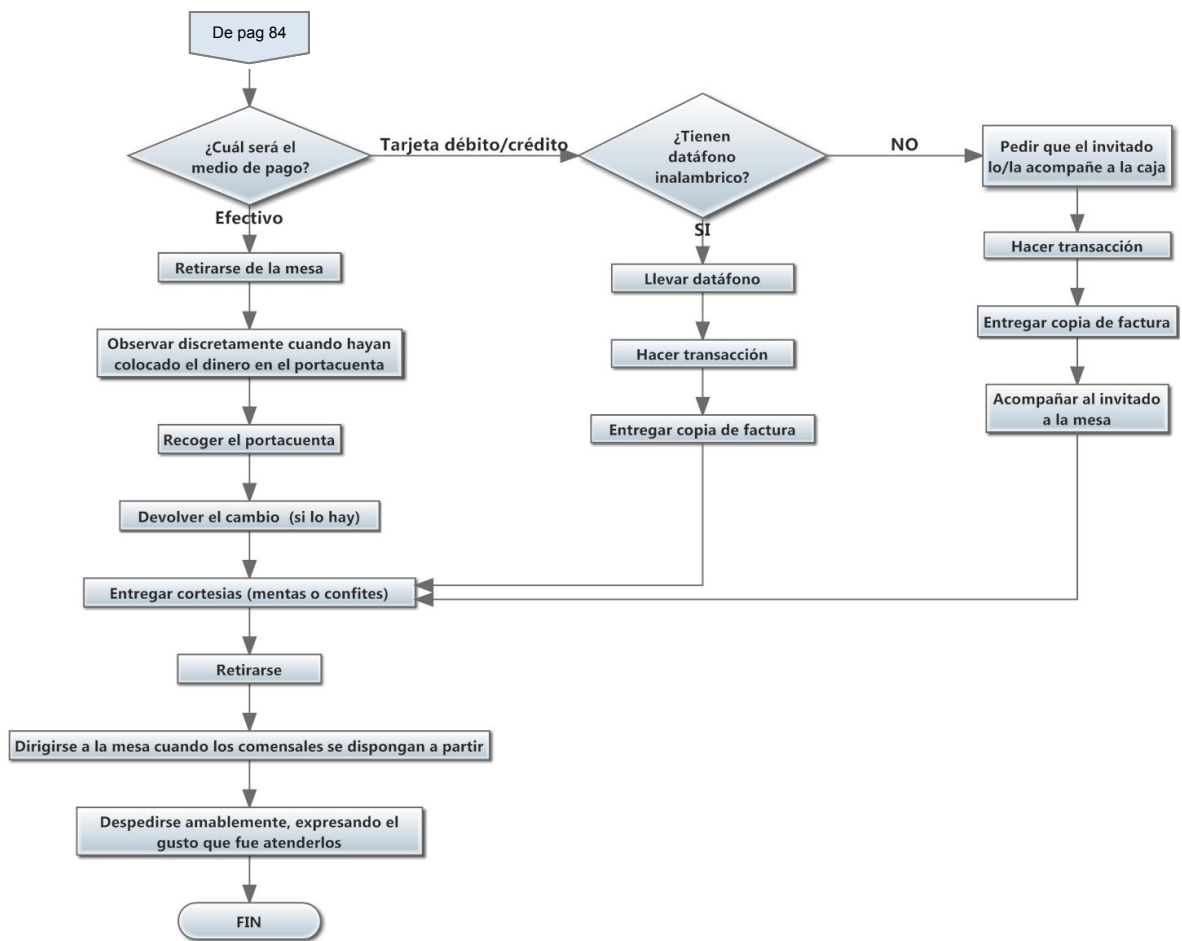 De pag 84
¿Cuál será el
medio de pago?
Tarjeta débito/crédito
¿Tienen
datáfono
inalambrico?
NO
Pedir que el invitado
lo/la acompañe a la caja
Efectivo
SI
Hacer transacción
Retirarse de la mesa
Llevar datáfono
Entregar copia de factura
Observar discretamente cuando hayan
colocado el dinero en el portacuenta
Hacer transacción
Acompañar al invitado
a la mesa
Recoger el portacuenta
Entregar copia de factura
Devolver el cambio (si lo hay)
Entregar cortesias (mentas o confites)
Retirarse
Dirigirse a la mesa cuando los comensales se dispongan a partir
Despedirse amablemente, expresando el
gusto que fue atenderlos
FIN